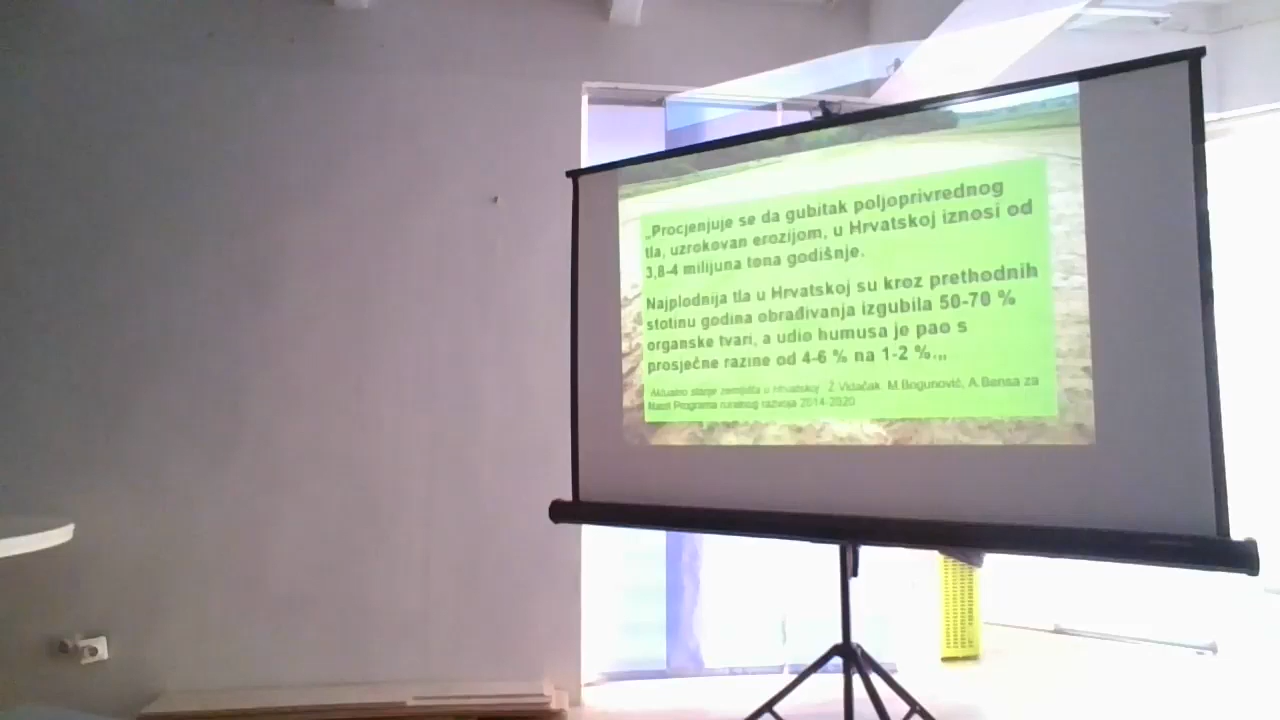 „Procjenjuje se da gubitak poljoprivrednog
tla, uzrokovan erozijom, u Hrvatskoj iznosi od
3,8-4 milijuna tona godišnje.
Najplodnija tla u Hrvatskoj su kroz prethodnih
stotinu godina obrađivanja izgubila 50-70 %
organske tvari, a udio humusa je pao s
prosječne razine od 4-6 % na 1-2 %.„
Aktualno stanje zemljišta u Hrvatskoj Ž.Vidaček. M.Bogunović, A.Bensa za
Nacrt Programa ruralnog razvoja 2014-2020